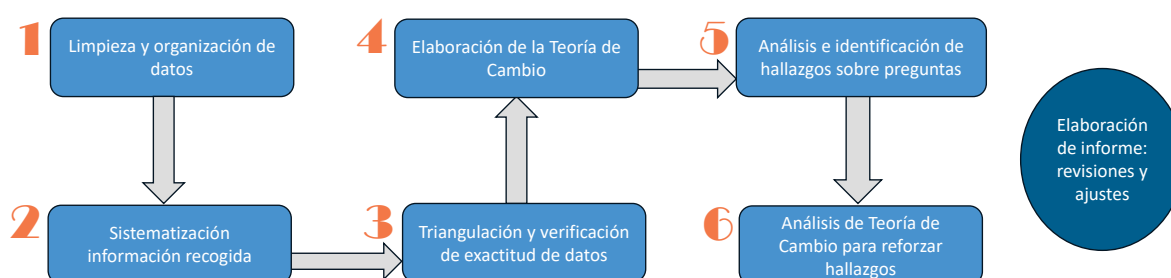 1
Limpieza y organización de
datos
2
Sistematización
información recogida
3
Triangulación y verificación
de exactitud de datos
4
Elaboración de la Teoría de
Cambio
5
Análisis e identificación de
hallazgos sobre preguntas
6
Análisis de Teoría de
Cambio para reforzar
hallazgos
Elaboración
de informe:
revisiones y
ajustes